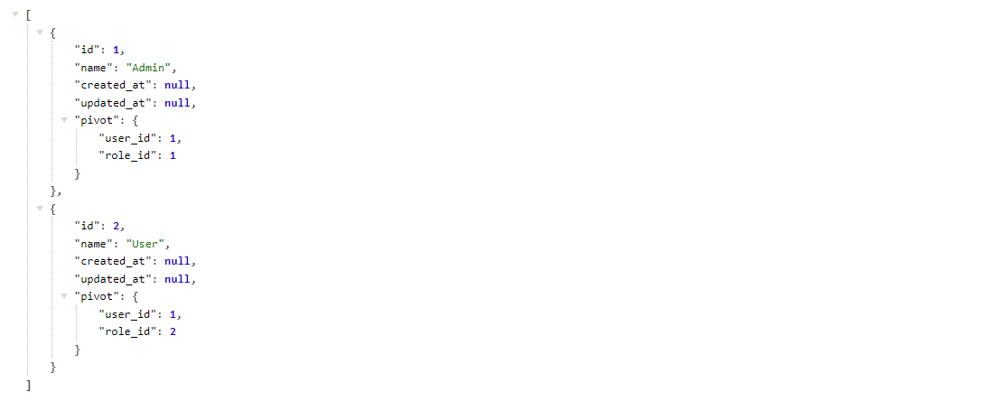 [
{
"id": 1,
"name": "Admin",
"created_at": null,
"updated_at": null,
"pivot": {
"user_id": 1,
"role_id": 1
}
},
{
"id": 2,
"name": "User",
"created_at": null,
"updated_at": null,
"pivot": {
"user_id": 1,
"role_id": 2
}
}
]